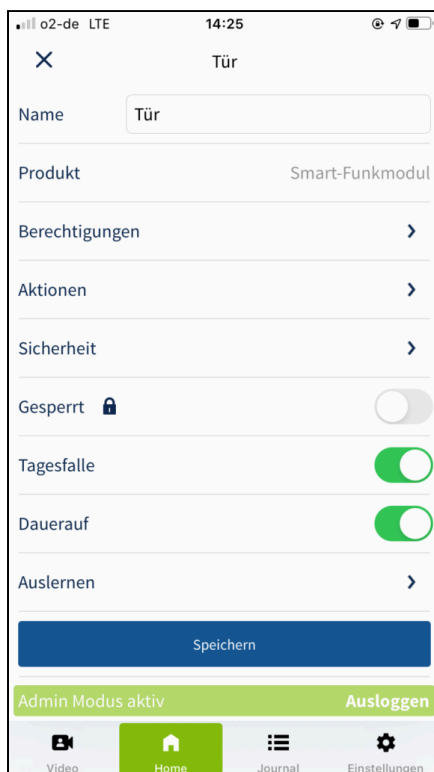 o2-de LTE 14:25
Tür
Name Tür
Produkt Smart-Funkmodul
Berechtigungen
Aktionen
Sicherheit
Gesperrt
Tagesfalle
Dauerauf
Auslernen
Speichern
Admin Modus aktiv Ausloggen
Video Home Journal Einstellungen